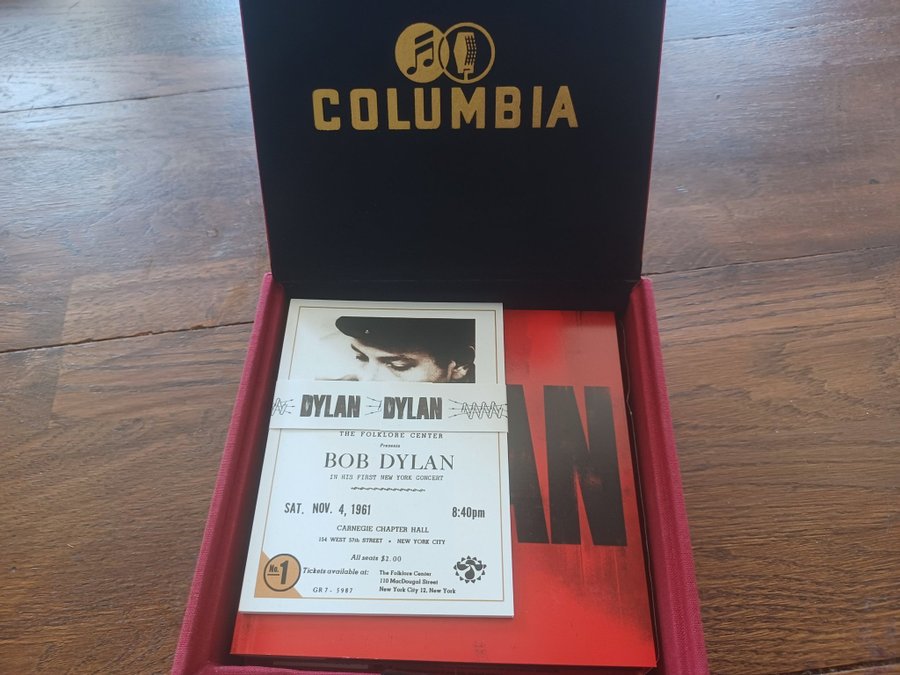 COLUMBIA
DYLAN DYLAN
THE FOLKLORE CENTER
Presents
BOB DYLAN
IN HIS FIRST NEW YORK CONCERT
SAT. NOV. 4, 1961 8:40pm
CARNEGIE CHAPTER HALL
154 WEST 57th STREET • NEW YORK CITY
All seats $2.00
No. 1
Tickets available at:
The Folklore Center
110 MacDougal Street
GR 7 - 5987
New York City 12, New York
AN